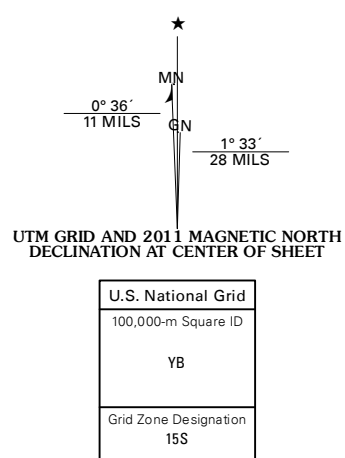 ★
MN
0° 36´
11 MILS
GN
1° 33´
28 MILS
UTM GRID AND 2011 MAGNETIC NORTH
DECLINATION AT CENTER OF SHEET
U.S. National Grid
100,000-m Square ID
YB
Grid Zone Designation
15S